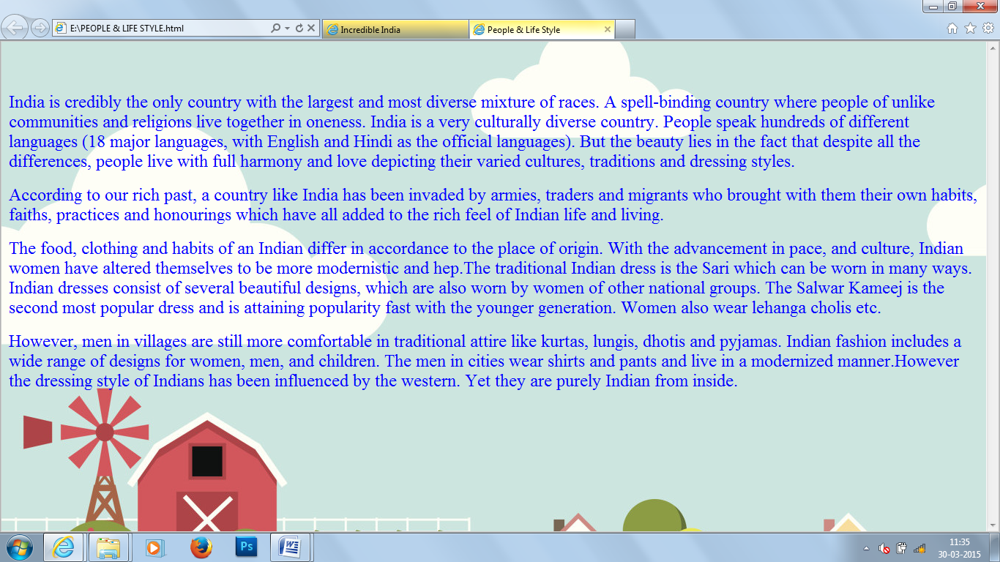 E:\PEOPLE & LIFE STYLE.html
Incredible India
People & Life Style
India is credibly the only country with the largest and most diverse mixture of races. A spell-binding country where people of unlike
communities and religions live together in oneness. India is a very culturally diverse country. People speak hundreds of different
languages (18 major languages, with English and Hindi as the official languages). But the beauty lies in the fact that despite all the
differences, people live with full harmony and love depicting their varied cultures, traditions and dressing styles.
According to our rich past, a country like India has been invaded by armies, traders and migrants who brought with them their own habits,
faiths, practices and honourings which have all added to the rich feel of Indian life and living.
The food, clothing and habits of an Indian differ in accordance to the place of origin. With the advancement in pace, and culture, Indian
women have altered themselves to be more modernistic and hep.The traditional Indian dress is the Sari which can be worn in many ways.
Indian dresses consist of several beautiful designs, which are also worn by women of other national groups. The Salwar Kameej is the
second most popular dress and is attaining popularity fast with the younger generation. Women also wear lehanga cholis etc.
However, men in villages are still more comfortable in traditional attire like kurtas, lungis, dhotis and pyjamas. Indian fashion includes a
wide range of designs for women, men, and children. The men in cities wear shirts and pants and live in a modernized manner.However
the dressing style of Indians has been influenced by the western. Yet they are purely Indian from inside.
Ps
W
11:35
30-03-2015